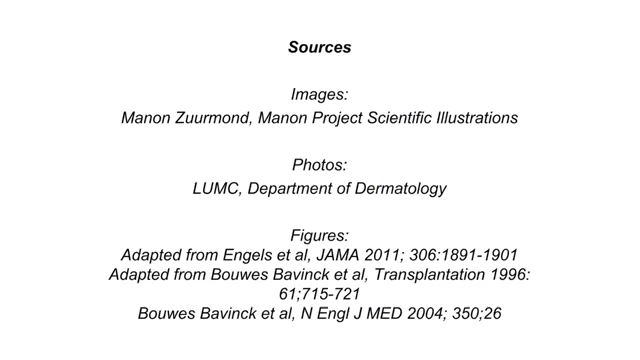 Sources
Images:
Manon Zuurmond, Manon Project Scientific Illustrations
Photos:
LUMC, Department of Dermatology
Figures:
Adapted from Engels et al, JAMA 2011; 306:1891-1901
Adapted from Bouwes Bavinck et al, Transplantation 1996:
61;715-721
Bouwes Bavinck et al, N Engl J MED 2004; 350;26